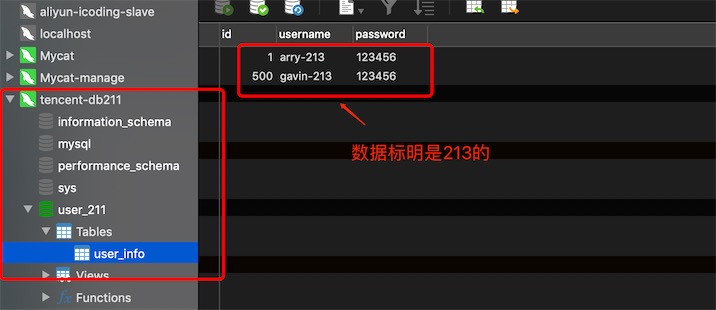 aliyun-icoding-slave
localhost
Mycat
Mycat-manage
tencent-db211
information_schema
mysql
performance_schema
sys
user_211
Tables
user_info
Views
fx Functions
id username password
1 arry-213 123456
500 gavin-213 123456
数据标明是213的